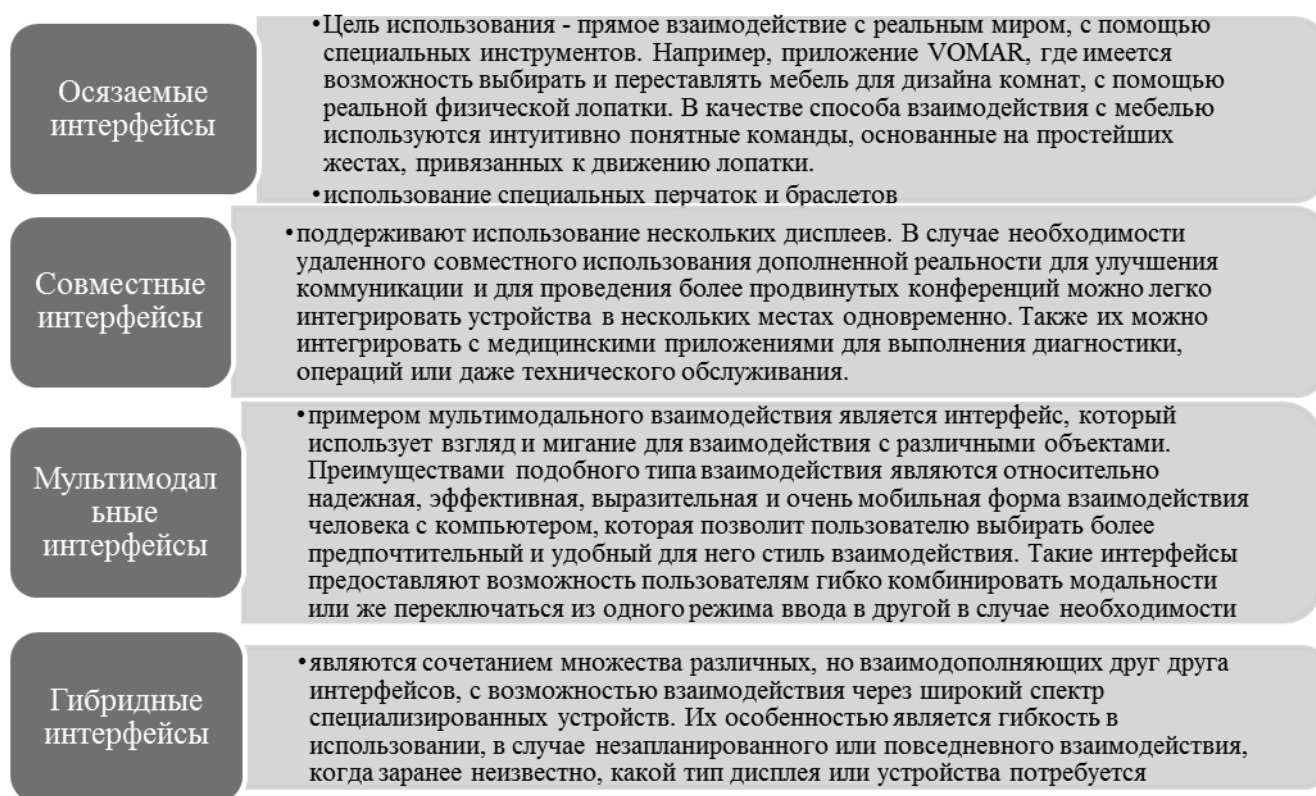 Осязаемые
интерфейсы
•Цель использования - прямое взаимодействие с реальным миром, с помощью
специальных инструментов. Например, приложение VOMAR, где имеется
возможность выбирать и переставлять мебель для дизайна комнат, с помощью
реальной физической лопатки. В качестве способа взаимодействия с мебелью
используются интуитивно понятные команды, основанные на простейших
жестах, привязанных к движению лопатки.
•использование специальных перчаток и браслетов
Совместные
интерфейсы
•поддерживают использование нескольких дисплеев. В случае необходимости
удаленного совместного использования дополненной реальности для улучшения
коммуникации и для проведения более продвинутых конференций можно легко
интегрировать устройства в нескольких местах одновременно. Также их можно
интегрировать с медицинскими приложениями для выполнения диагностики,
операций или даже технического обслуживания.
Мультимодал
ьные
интерфейсы
•примером мультимодального взаимодействия является интерфейс, который
использует взгляд и мигание для взаимодействия с различными объектами.
Преимуществами подобного типа взаимодействия являются относительно
надежная, эффективная, выразительная и очень мобильная форма взаимодействия
человека с компьютером, которая позволит пользователю выбирать более
предпочтительный и удобный для него стиль взаимодействия. Такие интерфейсы
предоставляют возможность пользователям гибко комбинировать модальности
или же переключаться из одного режима ввода в другой в случае необходимости
Гибридные
интерфейсы
•являются сочетанием множества различных, но взаимодополняющих друг друга
интерфейсов, с возможностью взаимодействия через широкий спектр
специализированных устройств. Их особенностью является гибкость в
использовании, в случае незапланированного или повседневного взаимодействия,
когда заранее неизвестно, какой тип дисплея или устройства потребуется